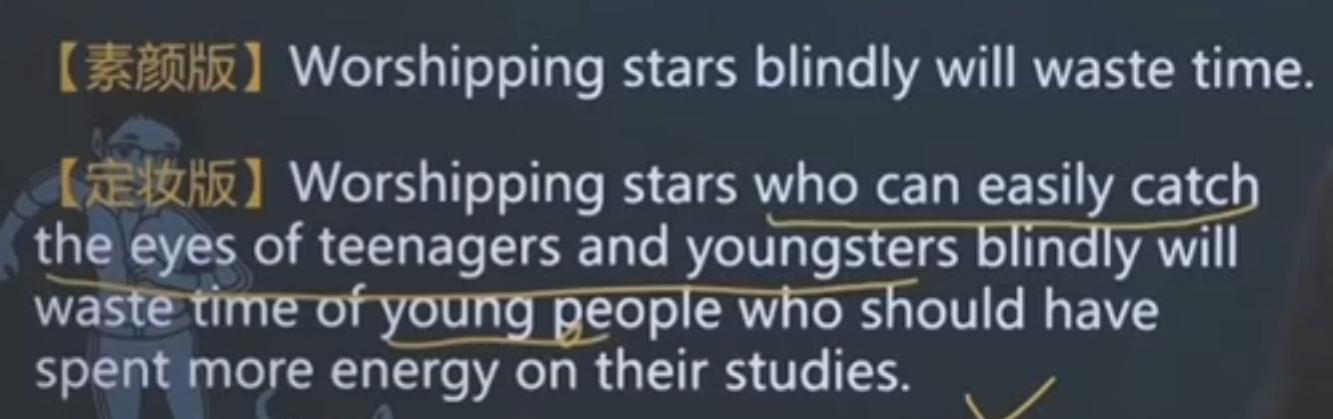 【素颜版】Worshipping stars blindly will waste time.
【定妆版】Worshipping stars who can easily catch
the eyes of teenagers and youngsters blindly will
waste time of young people who should have
spent more energy on their studies.